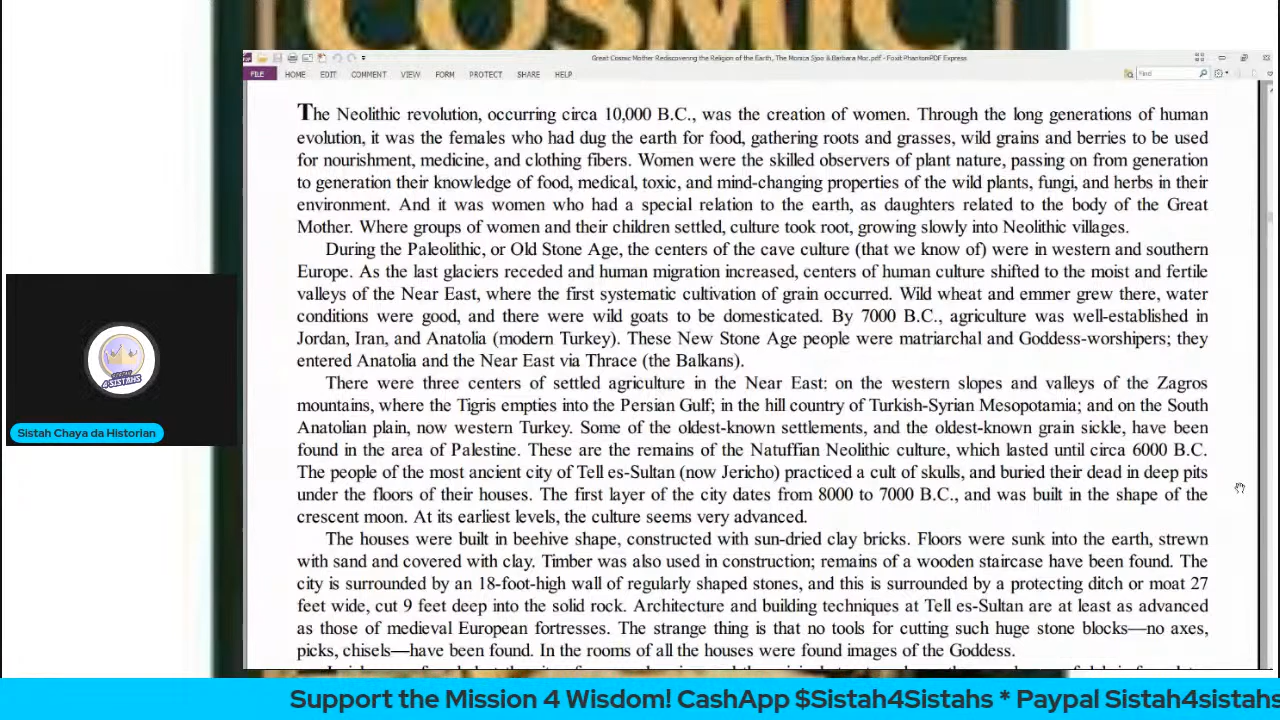 COSMIC
Great Cosmic Mother Rediscovering the Religion of the Earth, The Monica Sjoo & Barbara Mor.pdf - Foxit PhantomPDF Express
FILE HOME EDIT COMMENT VIEW FORM PROTECT SHARE HELP Find
The Neolithic revolution, occurring circa 10,000 B.C., was the creation of women. Through the long generations of human
evolution, it was the females who had dug the earth for food, gathering roots and grasses, wild grains and berries to be used
for nourishment, medicine, and clothing fibers. Women were the skilled observers of plant nature, passing on from generation
to generation their knowledge of food, medical, toxic, and mind-changing properties of the wild plants, fungi, and herbs in their
environment. And it was women who had a special relation to the earth, as daughters related to the body of the Great
Mother. Where groups of women and their children settled, culture took root, growing slowly into Neolithic villages.
During the Paleolithic, or Old Stone Age, the centers of the cave culture (that we know of) were in western and southern
Europe. As the last glaciers receded and human migration increased, centers of human culture shifted to the moist and fertile
valleys of the Near East, where the first systematic cultivation of grain occurred. Wild wheat and emmer grew there, water
conditions were good, and there were wild goats to be domesticated. By 7000 B.C., agriculture was well-established in
Jordan, Iran, and Anatolia (modern Turkey). These New Stone Age people were matriarchal and Goddess-worshipers; they
entered Anatolia and the Near East via Thrace (the Balkans).
There were three centers of settled agriculture in the Near East: on the western slopes and valleys of the Zagros
mountains, where the Tigris empties into the Persian Gulf; in the hill country of Turkish-Syrian Mesopotamia; and on the South
Anatolian plain, now western Turkey. Some of the oldest-known settlements, and the oldest-known grain sickle, have been
found in the area of Palestine. These are the remains of the Natuffian Neolithic culture, which lasted until circa 6000 B.C.
The people of the most ancient city of Tell es-Sultan (now Jericho) practiced a cult of skulls, and buried their dead in deep pits
under the floors of their houses. The first layer of the city dates from 8000 to 7000 B.C., and was built in the shape of the
crescent moon. At its earliest levels, the culture seems very advanced.
The houses were built in beehive shape, constructed with sun-dried clay bricks. Floors were sunk into the earth, strewn
with sand and covered with clay. Timber was also used in construction; remains of a wooden staircase have been found. The
city is surrounded by an 18-foot-high wall of regularly shaped stones, and this is surrounded by a protecting ditch or moat 27
feet wide, cut 9 feet deep into the solid rock. Architecture and building techniques at Tell es-Sultan are at least as advanced
as those of medieval European fortresses. The strange thing is that no tools for cutting such huge stone blocks—no axes,
picks, chisels—have been found. In the rooms of all the houses were found images of the Goddess.
4 SISTAHS
Sistah Chaya da Historian
Support the Mission 4 Wisdom! CashApp $Sistah4Sistahs * Paypal Sistah4sistahs